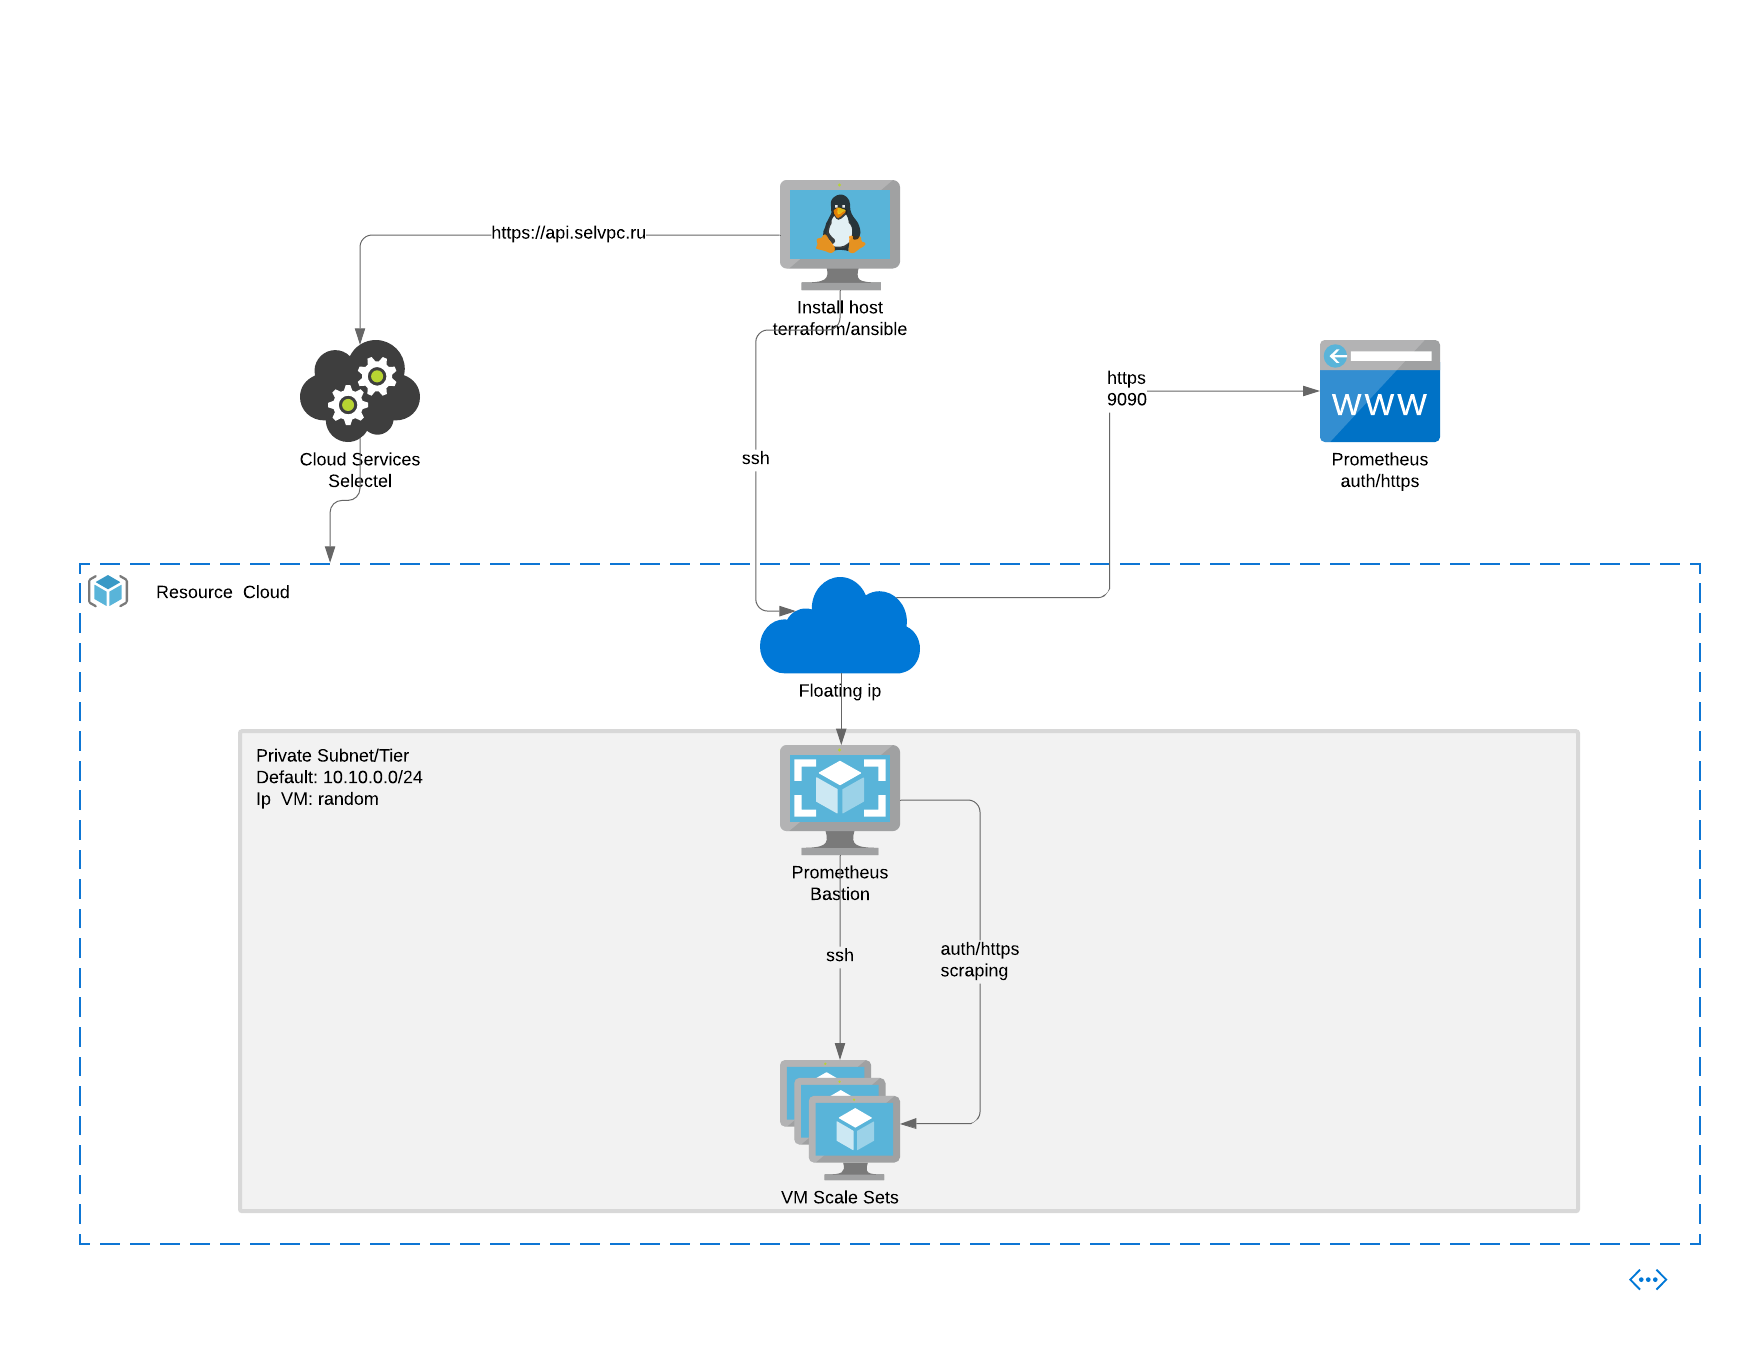 https://api.selvpc.ru
Install host
terraform/ansible
https
9090
WWW
Cloud Services
Selectel
ssh
Prometheus
auth/https
Resource  Cloud
Floating ip
Private Subnet/Tier
Default: 10.10.0.0/24
Ip  VM: random
Prometheus
Bastion
ssh
auth/https
scraping
VM Scale Sets